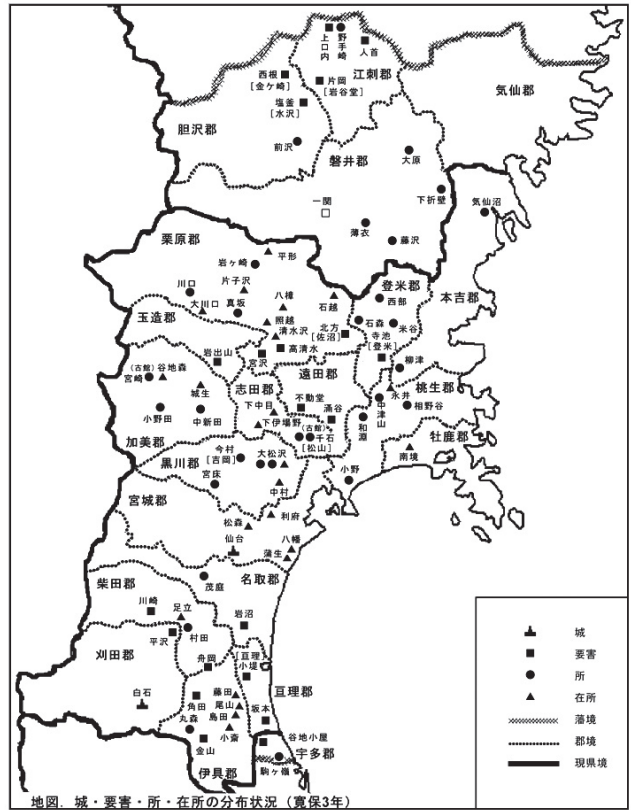 上口内
野手崎
人首
江刺郡
気仙郡
西根
[金ケ崎]
片岡
[岩谷堂]
塩釜
[水沢]
胆沢郡
前沢
磐井郡
大原
下折壁
気仙沼
一関
薄衣
藤沢
栗原郡
平形
岩ヶ崎
川口
片子沢
大川口
真坂
八樟
石越
登米郡
西郡
本吉郡
玉造郡
照越
清水沢
北方
[佐沼]
石森
米谷
寺池
[登米]
岩出山
宮沢
高清水
柳津
(古館)
宮崎
谷地森
志田郡
遠田郡
桃生郡
城生
下中目
不動堂
涌谷
中津山
永井
相野谷
小野田
中新田
下伊場野
(古館)
千石
[松山]
和淵
牡鹿郡
加美郡
今村
[吉岡]
大松沢
南境
黒川郡
宮床
中村
小野
宮城郡
松森
利府
仙台
八幡
蒲生
柴田郡
茂庭
名取郡
川崎
足立
岩沼
平沢
村田
刈田郡
舟岡
[亘理]
小堤
亘理郡
白石
角田
藤田
尾山
島田
坂本
丸森
小斎
金山
谷地小屋
宇多郡
伊具郡
駒ヶ嶺
城
要害
所
在所
藩境
郡境
現県境
地図．城・要害・所・在所の分布状況（寛保3年）